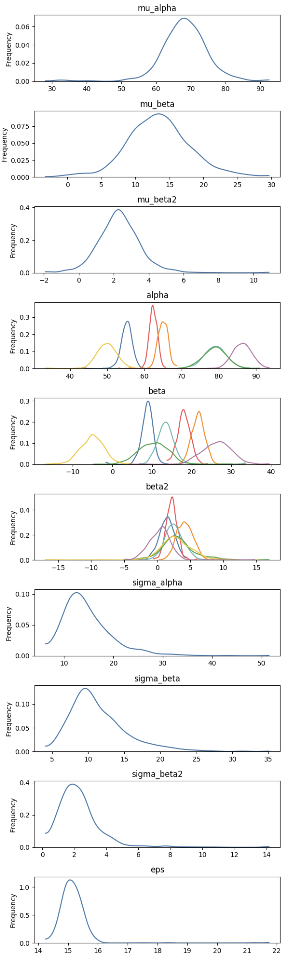 mu_alpha
Frequency
0.06
0.04
0.02
0.00
30 40 50 60 70 80 90
mu_beta
Frequency
0.075
0.050
0.025
0.000
0 5 10 15 20 25 30
mu_beta2
Frequency
0.4
0.2
0.0
−2 0 2 4 6 8 10
alpha
Frequency
0.3
0.2
0.1
0.0
40 50 60 70 80 90
beta
Frequency
0.3
0.2
0.1
0.0
−10 0 10 20 30 40
beta2
Frequency
0.4
0.2
0.0
−15 −10 −5 0 5 10 15
sigma_alpha
Frequency
0.10
0.05
0.00
10 20 30 40 50
sigma_beta
Frequency
0.10
0.05
0.00
5 10 15 20 25 30 35
sigma_beta2
Frequency
0.4
0.2
0.0
0 2 4 6 8 10 12 14
eps
Frequency
1.0
0.5
0.0
14 15 16 17 18 19 20 21 22